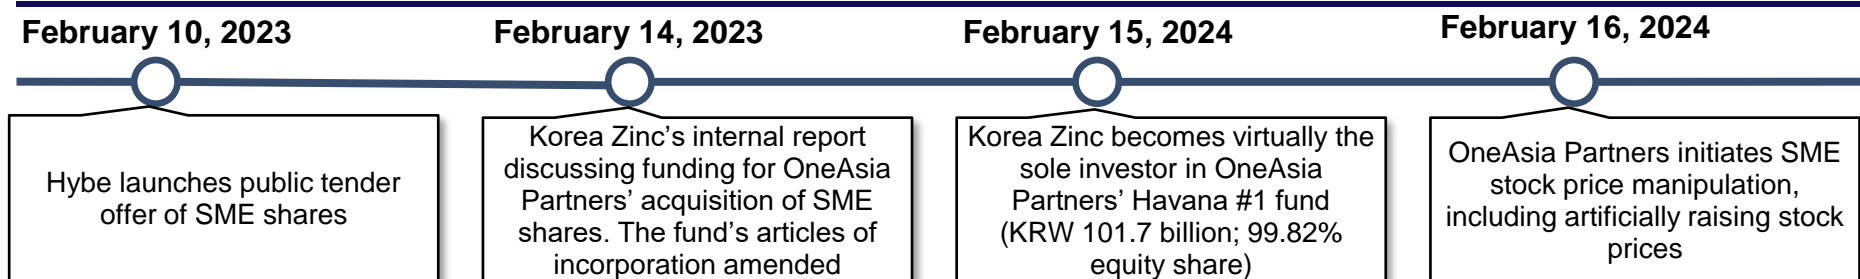 February 10, 2023
Hybe launches public tender
offer of SME shares
February 14, 2023
Korea Zinc's internal report
discussing funding for OneAsia
Partners' acquisition of SME
shares. The fund's articles of
incorporation amended
February 15, 2024
Korea Zinc becomes virtually the
sole investor in OneAsia
Partners' Havana #1 fund
(KRW 101.7 billion; 99.82%
equity share)
February 16, 2024
OneAsia Partners initiates SME
stock price manipulation,
including artificially raising stock
prices